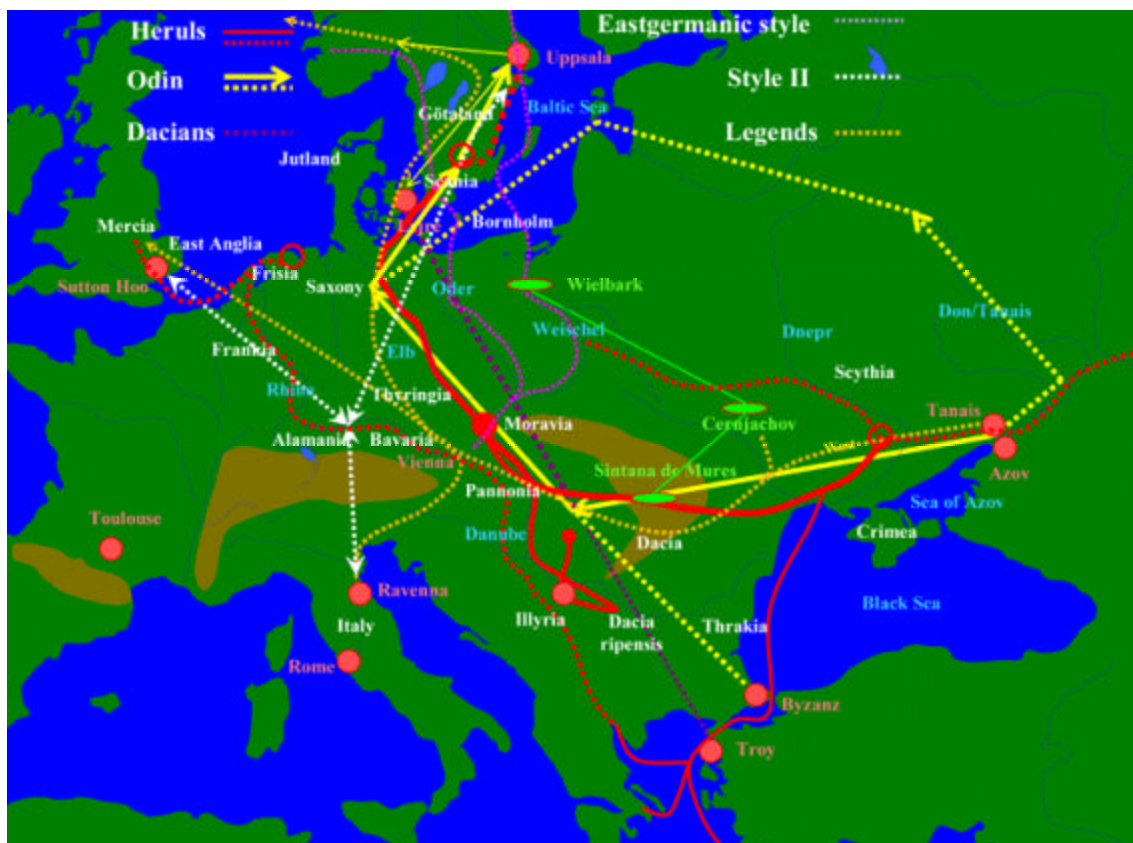 Heruls
Odin
Dacians
Eastgermanic style
Style II
Legends
Uppsala
Götaland
Baltic Sea
Jutland
Scania
Bornholm
Mercia
East Anglia
Sutton Hoo
Frisia
Saxony
Oder
Wielbark
Weischel
Don/Tanais
Dnepr
Frankia
Elb
Rhine
Thyringia
Scythia
Alamania
Bavaria
Vienna
Moravia
Cernjachov
Tanais
Azov
Sintana de Mures
Pannonia
Toulouse
Danube
Dacia
Sea of Azov
Crimea
Ravenna
Italy
Illyria
Dacia
ripensis
Thrakia
Black Sea
Rome
Byzanz
Troy